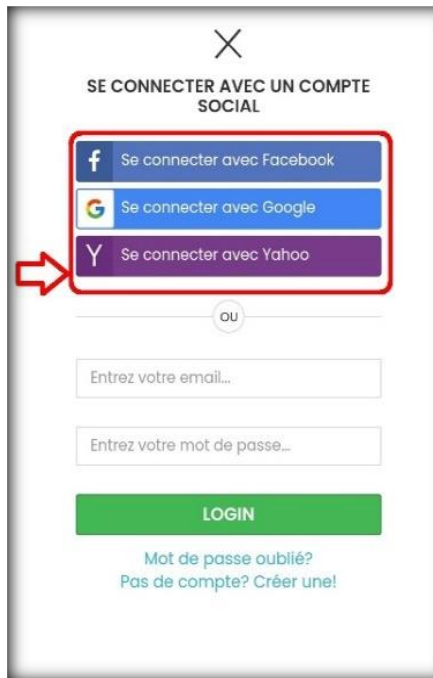 SE CONNECTER AVEC UN COMPTE
SOCIAL
f Se connecter avec Facebook
G Se connecter avec Google
Y Se connecter avec Yahoo
OU
Entrez votre email...
Entrez votre mot de passe...
LOGIN
Mot de passe oublié?
Pas de compte? Créer une!